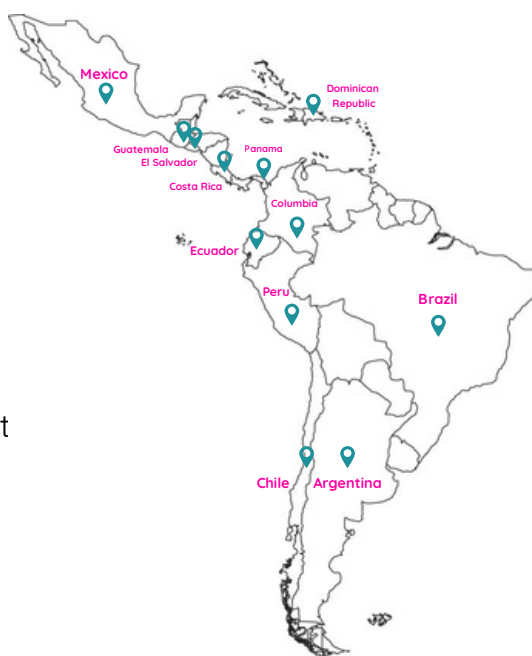 Mexico
Dominican
Republic
Guatemala
El Salvador
Panama
Costa Rica
Columbia
Ecuador
Peru
Brazil
t
Chile
Argentina